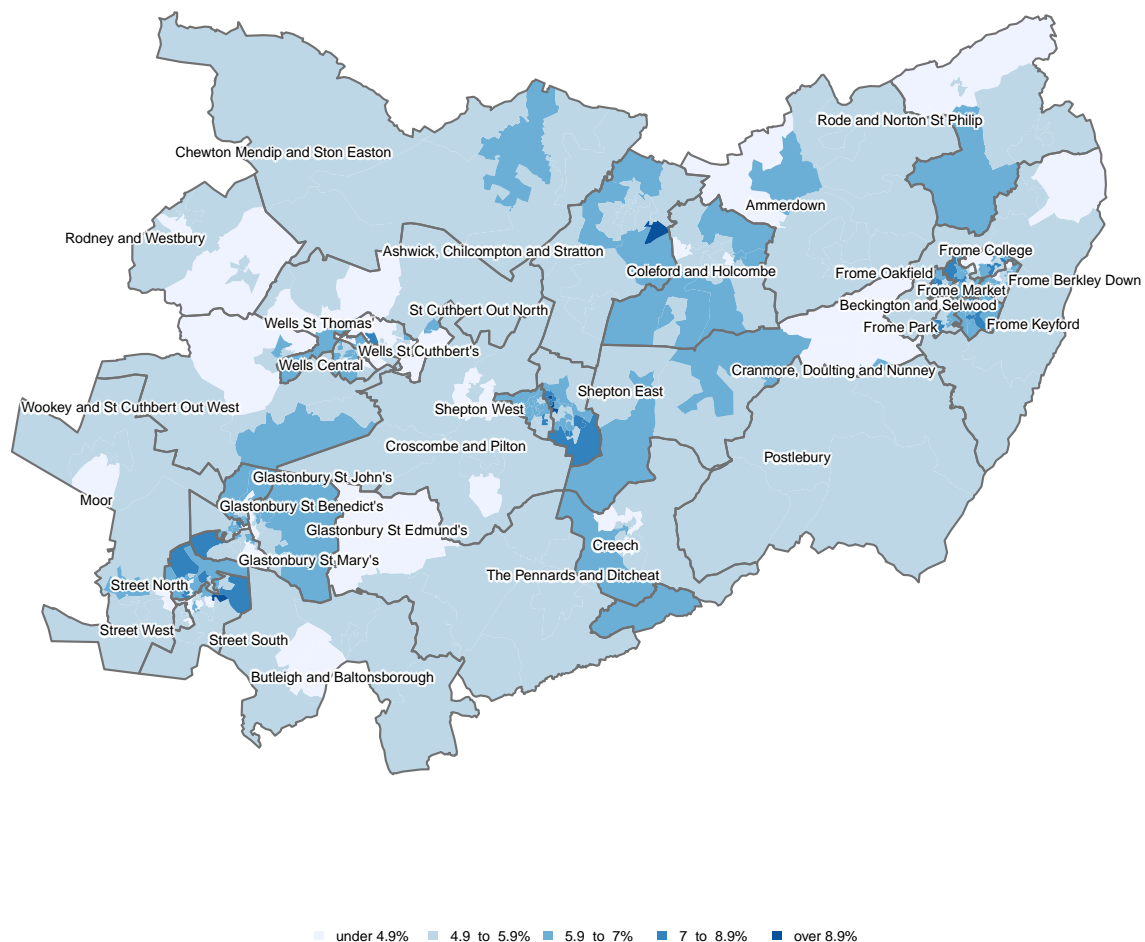 Rode and Norton St Philip
Chewton Mendip and Ston Easton
Ammerdown
Rodney and Westbury
Ashwick, Chilcompton and Stratton
Frome College
Coleford and Holcombe
Frome Oakfield
Frome Berkley Down
Frome Market
Beckington and Selwood
St Cuthbert Out North
Wells St Thomas'
Frome Park
Frome Keyford
Wells St Cuthbert's
Wells Central
Cranmore, Doulting and Nunney
Shepton East
Wookey and St Cuthbert Out West
Shepton West
Croscombe and Pilton
Postlebury
Glastonbury St John's
Moor
Glastonbury St Benedict's
Glastonbury St Edmund's
Creech
Glastonbury St Mary's
The Pennards and Ditcheat
Street North
Street West
Street South
Butleigh and Baltonsborough
under 4.9% 4.9 to 5.9% 5.9 to 7% 7 to 8.9% over 8.9%